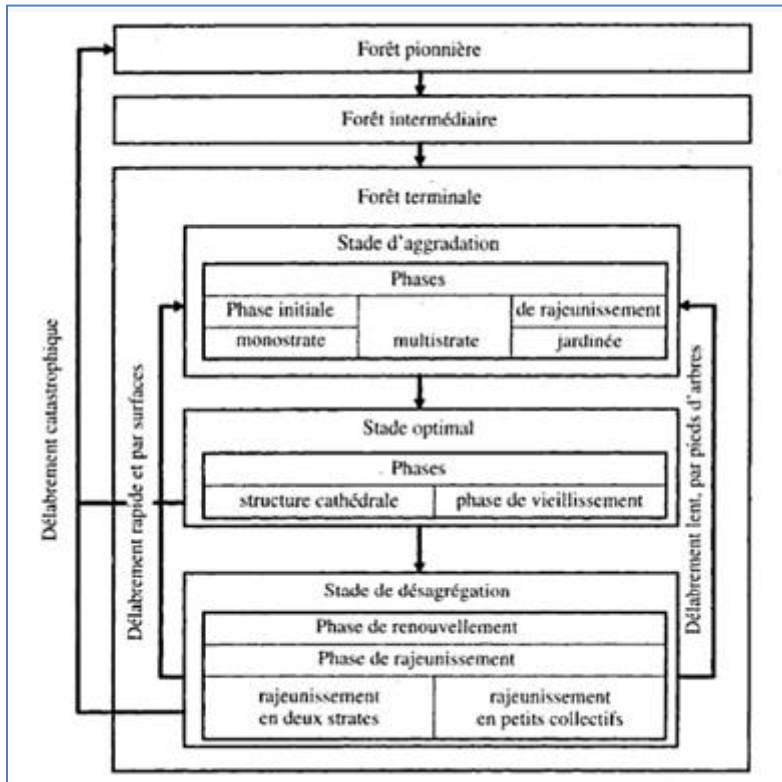 Forêt pionnière
Forêt intermédiaire
Forêt terminale
Stade d'aggradation
Phases
Phase initiale
de rajeunissement
monostrate
multistrate
jardinée
Stade optimal
Phases
structure cathédrale
phase de vieillissement
Stade de désagrégation
Phase de renouvellement
Phase de rajeunissement
rajeunissement
en deux strates
rajeunissement
en petits collectifs
Délabrement catastrophique
Délabrement rapide et par surfaces
Délabrement lent, par pieds d'arbres